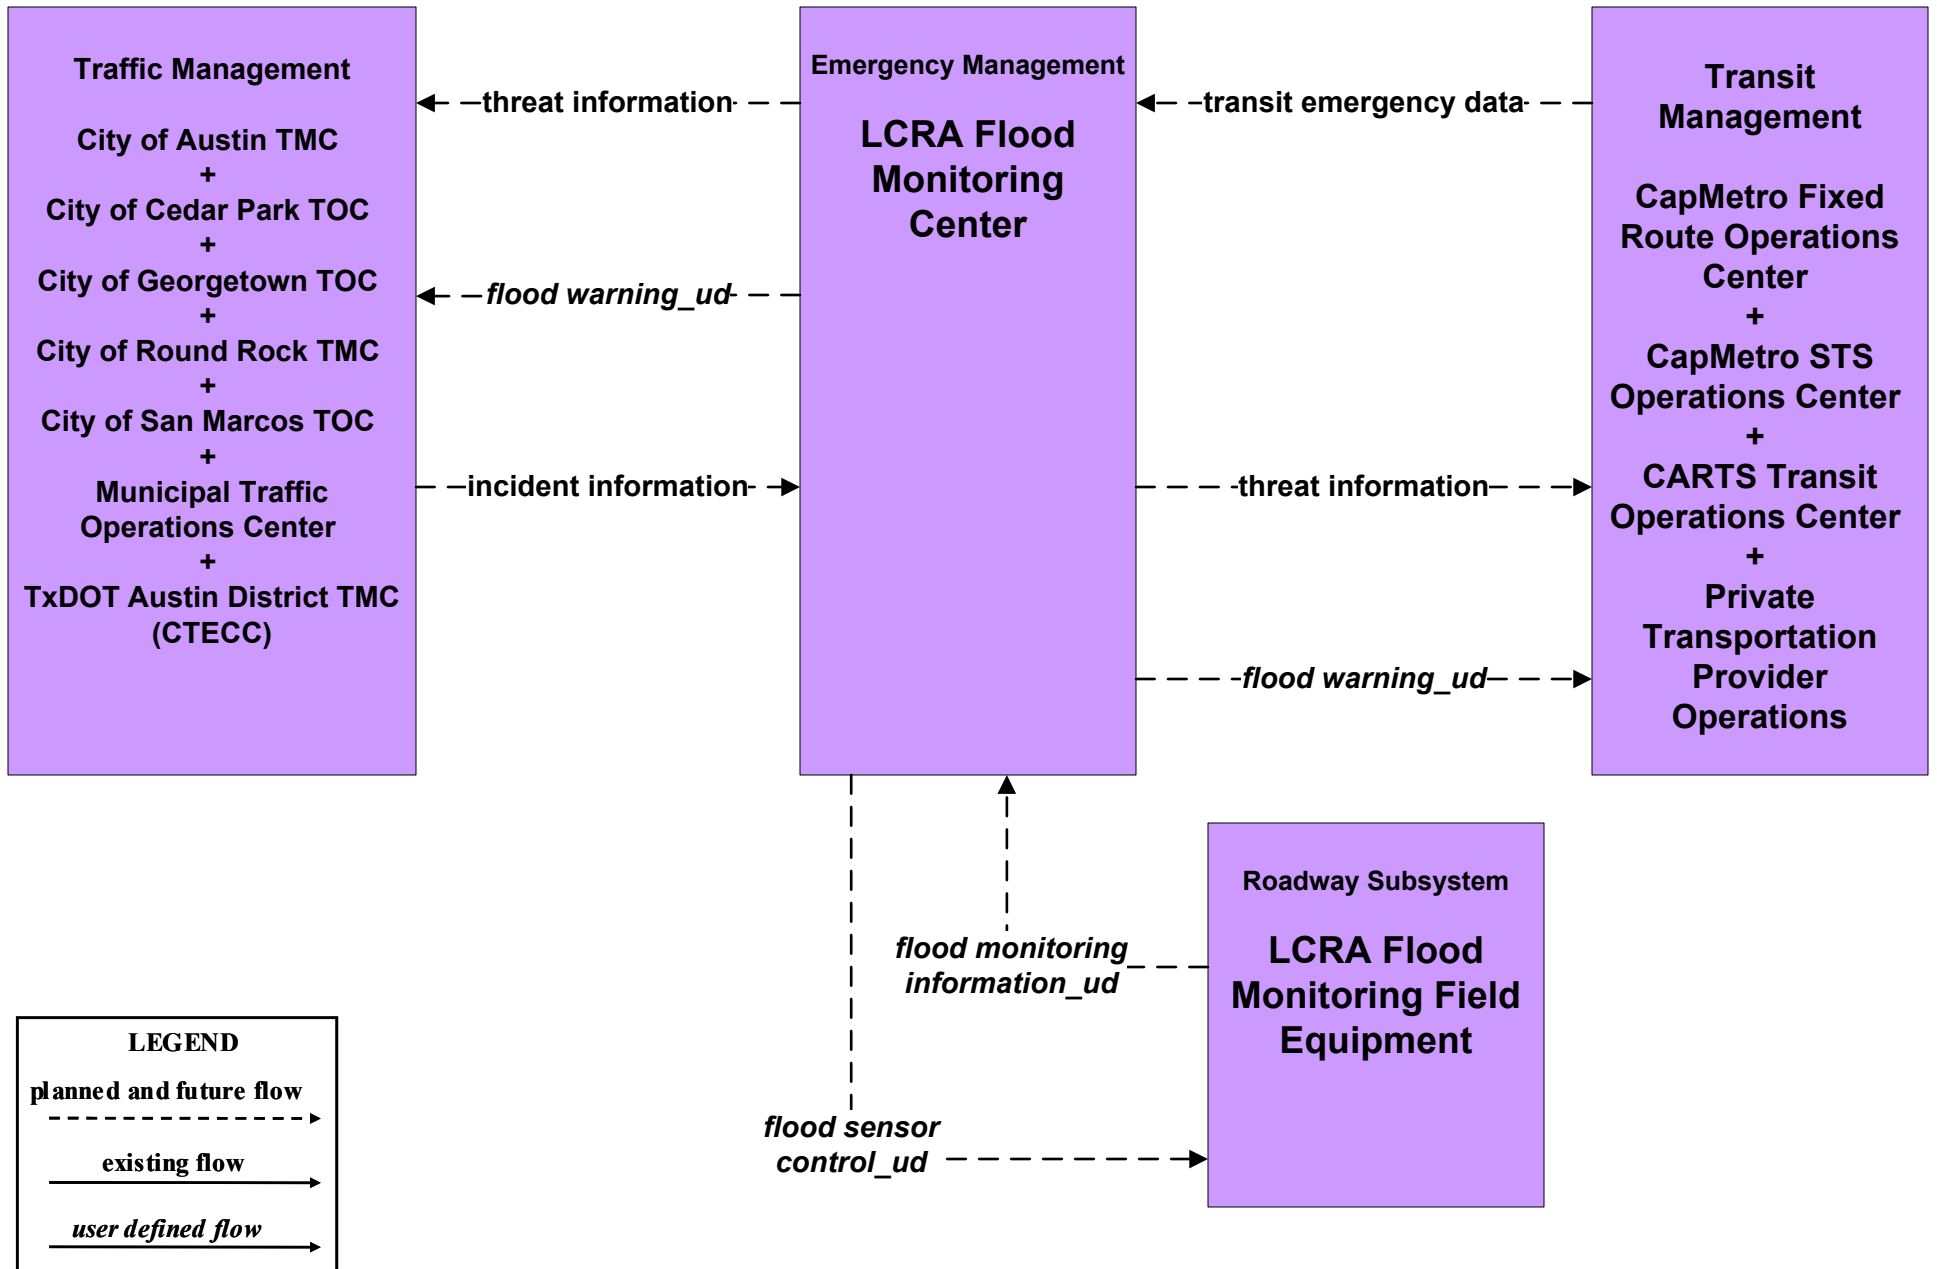 Traffic Management
City of Austin TMC
+
City of Cedar Park TOC
+
City of Georgetown TOC
+
City of Round Rock TMC
+
City of San Marcos TOC
+
Municipal Traffic
Operations Center
+
TxDOT Austin District TMC
(CTECC)
threat information
flood warning_ud
incident information
Emergency Management
LCRA Flood
Monitoring
Center
transit emergency data
threat information
flood warning_ud
Transit
Management
CapMetro Fixed
Route Operations
Center
+
CapMetro STS
Operations Center
+
CARTS Transit
Operations Center
+
Private
Transportation
Provider
Operations
flood monitoring
information_ud
Roadway Subsystem
LCRA Flood
Monitoring Field
Equipment
flood sensor
control_ud
LEGEND
planned and future flow
existing flow
user defined flow